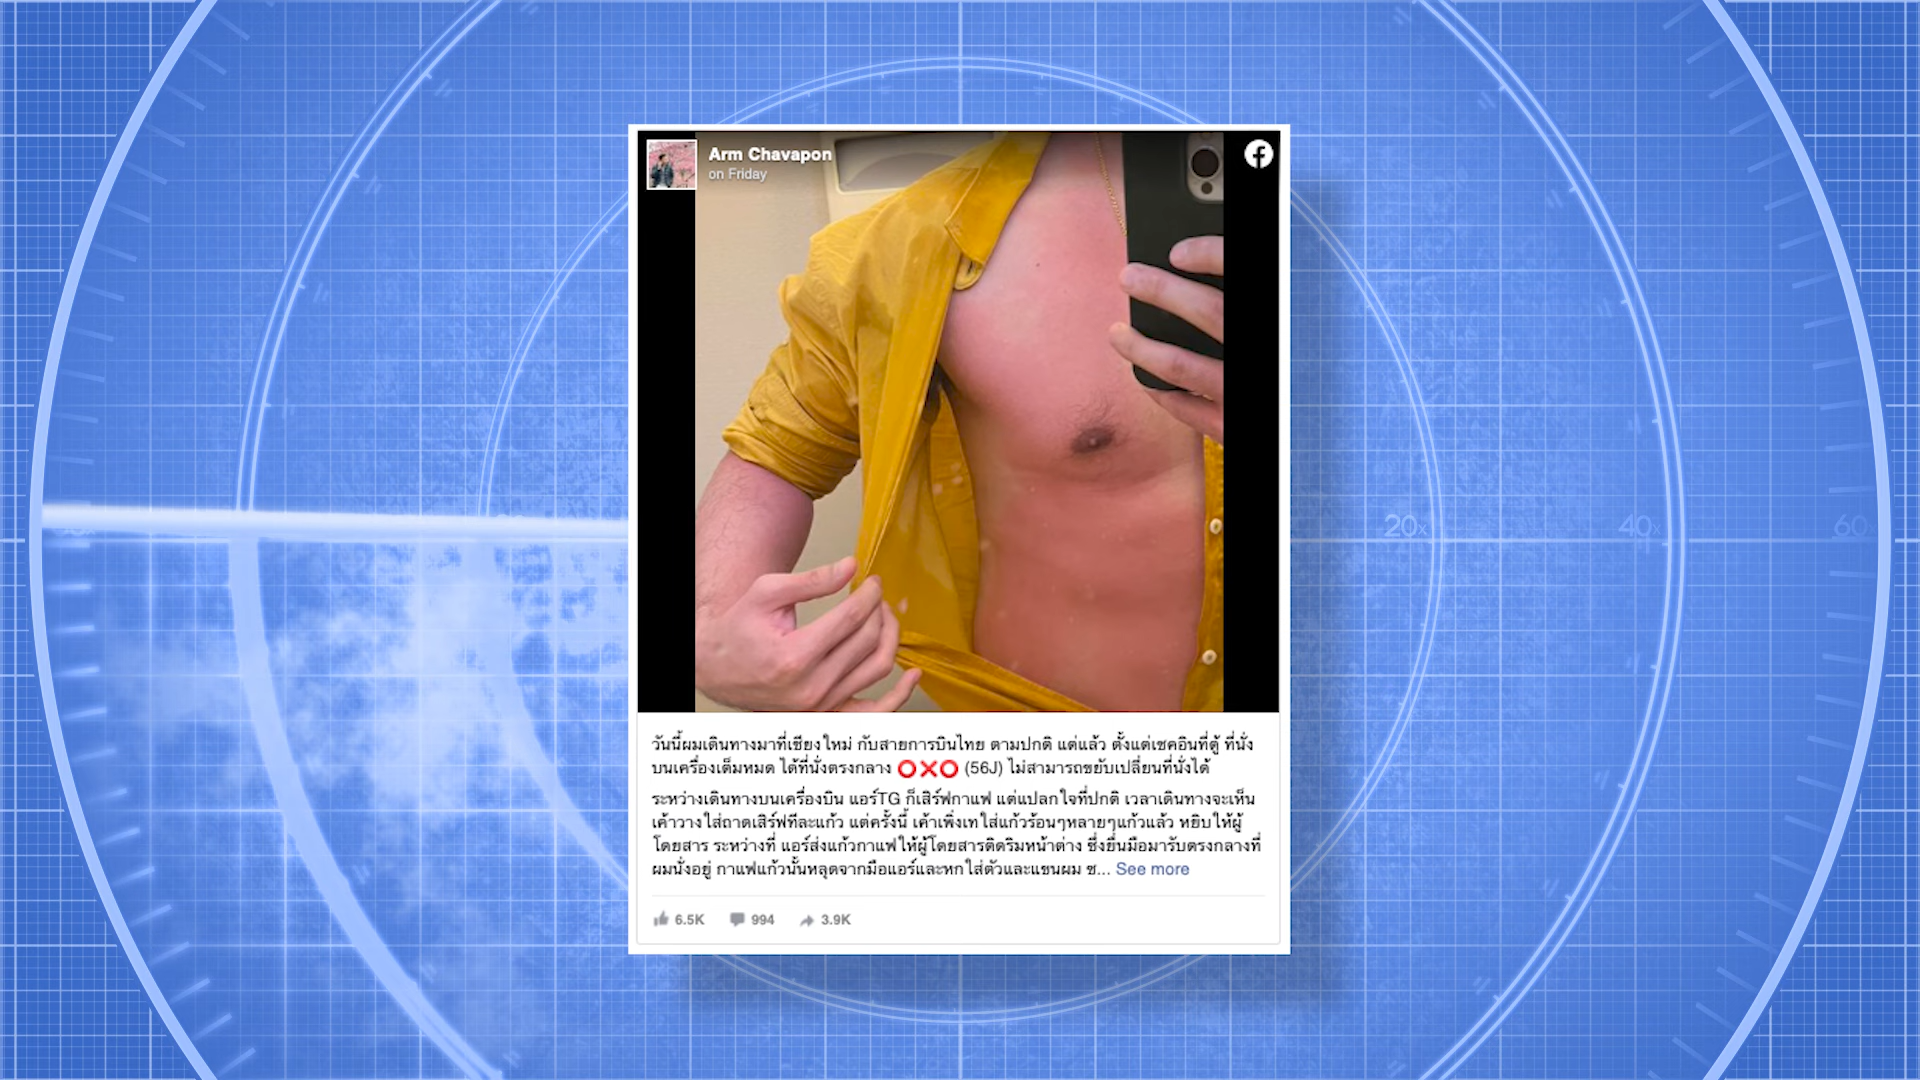 Arm Chavapon
on Friday
20x
40x
60
วันนี้ผมเดินทางมาที่เชียงใหม่ กับสายการบินไทย ตามปกติ แต่แล้ว ตั้งแต่เชคอินที่ตู้ ที่นั่ง
บนเครื่องเต็มหมด ได้ที่นั่งตรงกลาง ⭕❌⭕ (56J) ไม่สามารถขยับเปลี่ยนที่นั่งได้
ระหว่างเดินทางบนเครื่องบิน แอร์TG ก็เสิร์ฟกาแฟ แต่แปลกใจที่ปกติ เวลาเดินทางจะเห็น
เค้าวางใส่ถาดเสิร์ฟทีละแก้ว แต่ครั้งนี้ เค้าเพิ่งเทใส่แก้วร้อนๆหลายๆแก้วแล้ว หยิบให้ผู้
โดยสาร ระหว่างที่ แอร์ส่งแก้วกาแฟให้ผู้โดยสารติดริมหน้าต่าง ซึ่งยื่นมือมารับตรงกลางที่
ผมนั่งอยู่ กาแฟแก้วนั้นหลุดจากมือแอร์และหกใส่ตัวและแขนผม ซ... See more
6.5K 994 3.9K